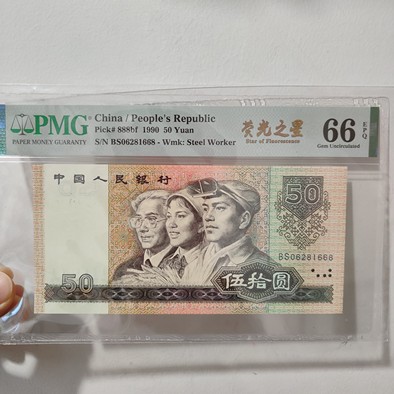 PMG
PAPER MONEY GUARANTY
China / People's Republic
Pick# 888bf 1990 50 Yuan
S/N BS06281668 - Wmk: Steel Worker
荧光之星
Star of Fluorescence
66 EPQ
Gem Uncirculated
中国人民银行
50
BS06281668
50
伍拾圆